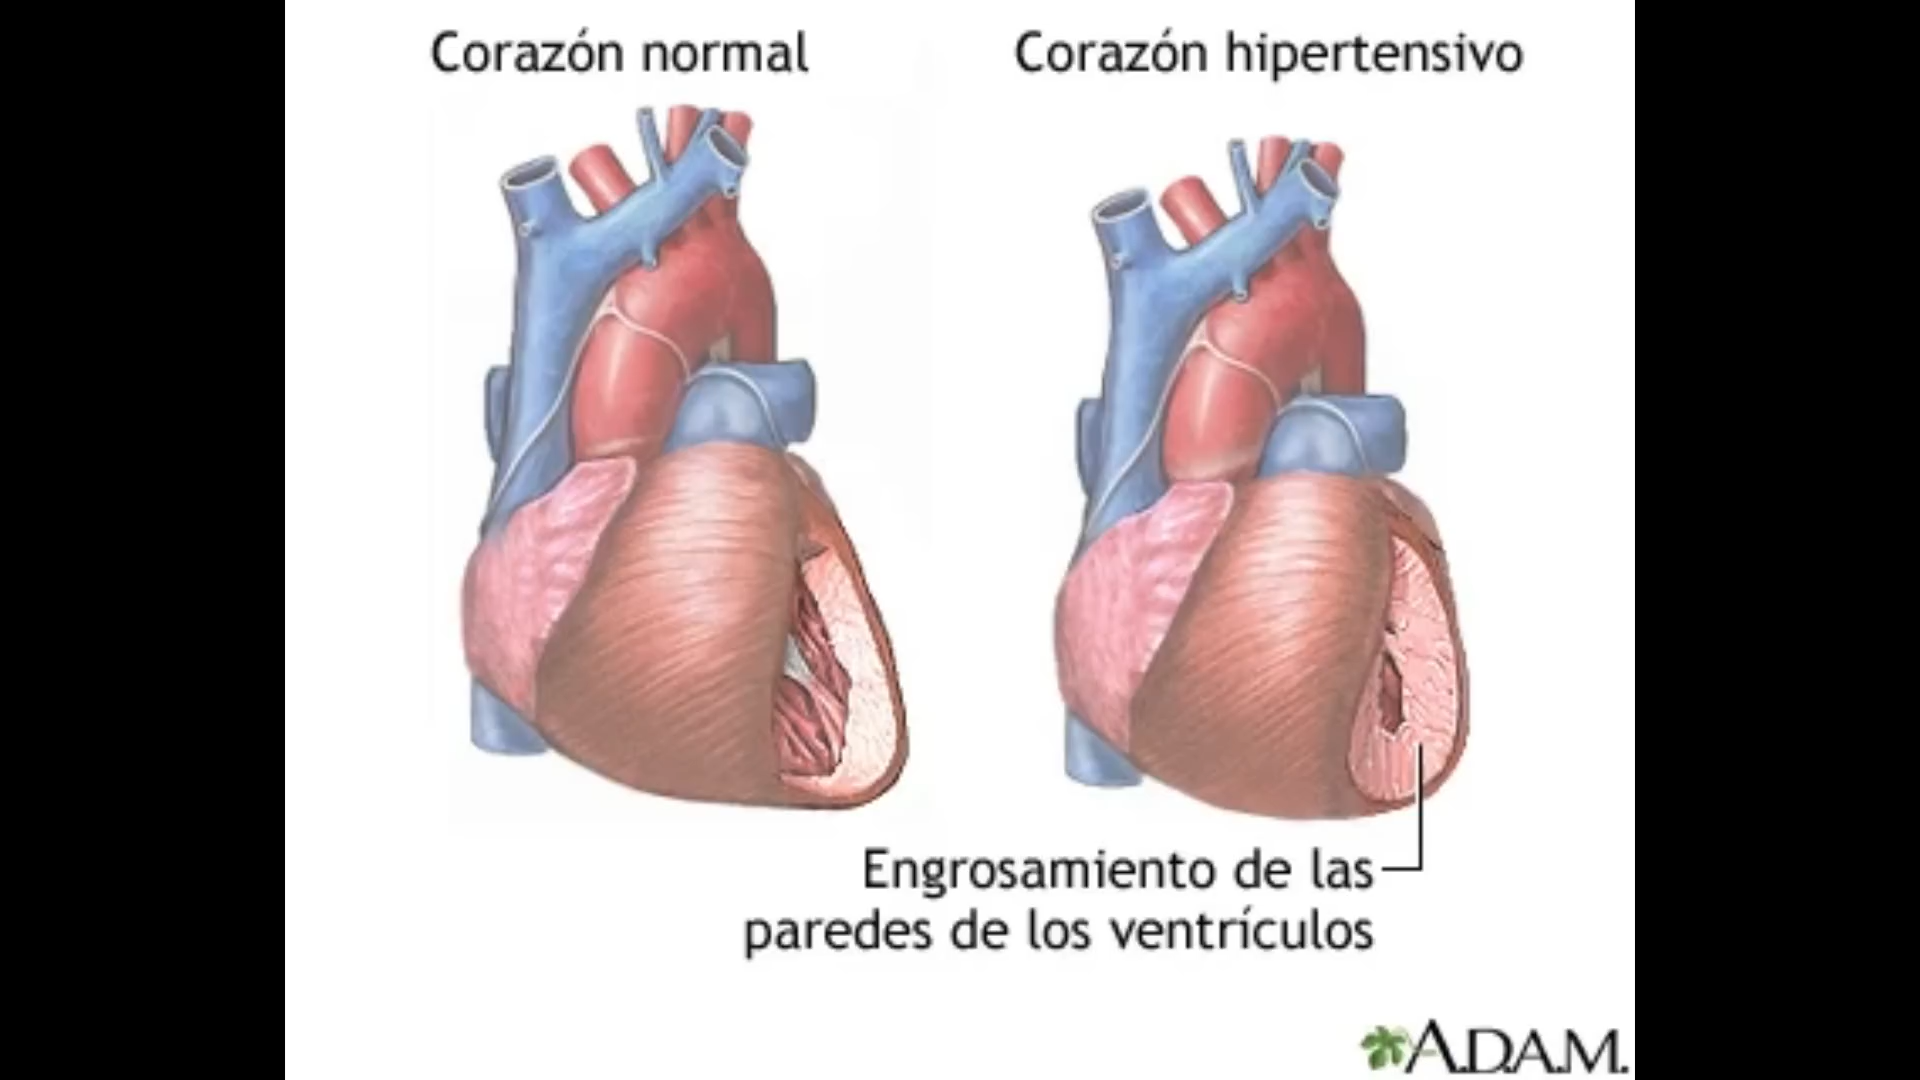 Corazón normal
Corazón hipertensivo
Engrosamiento de las
paredes de los ventrículos
A.D.A.M.